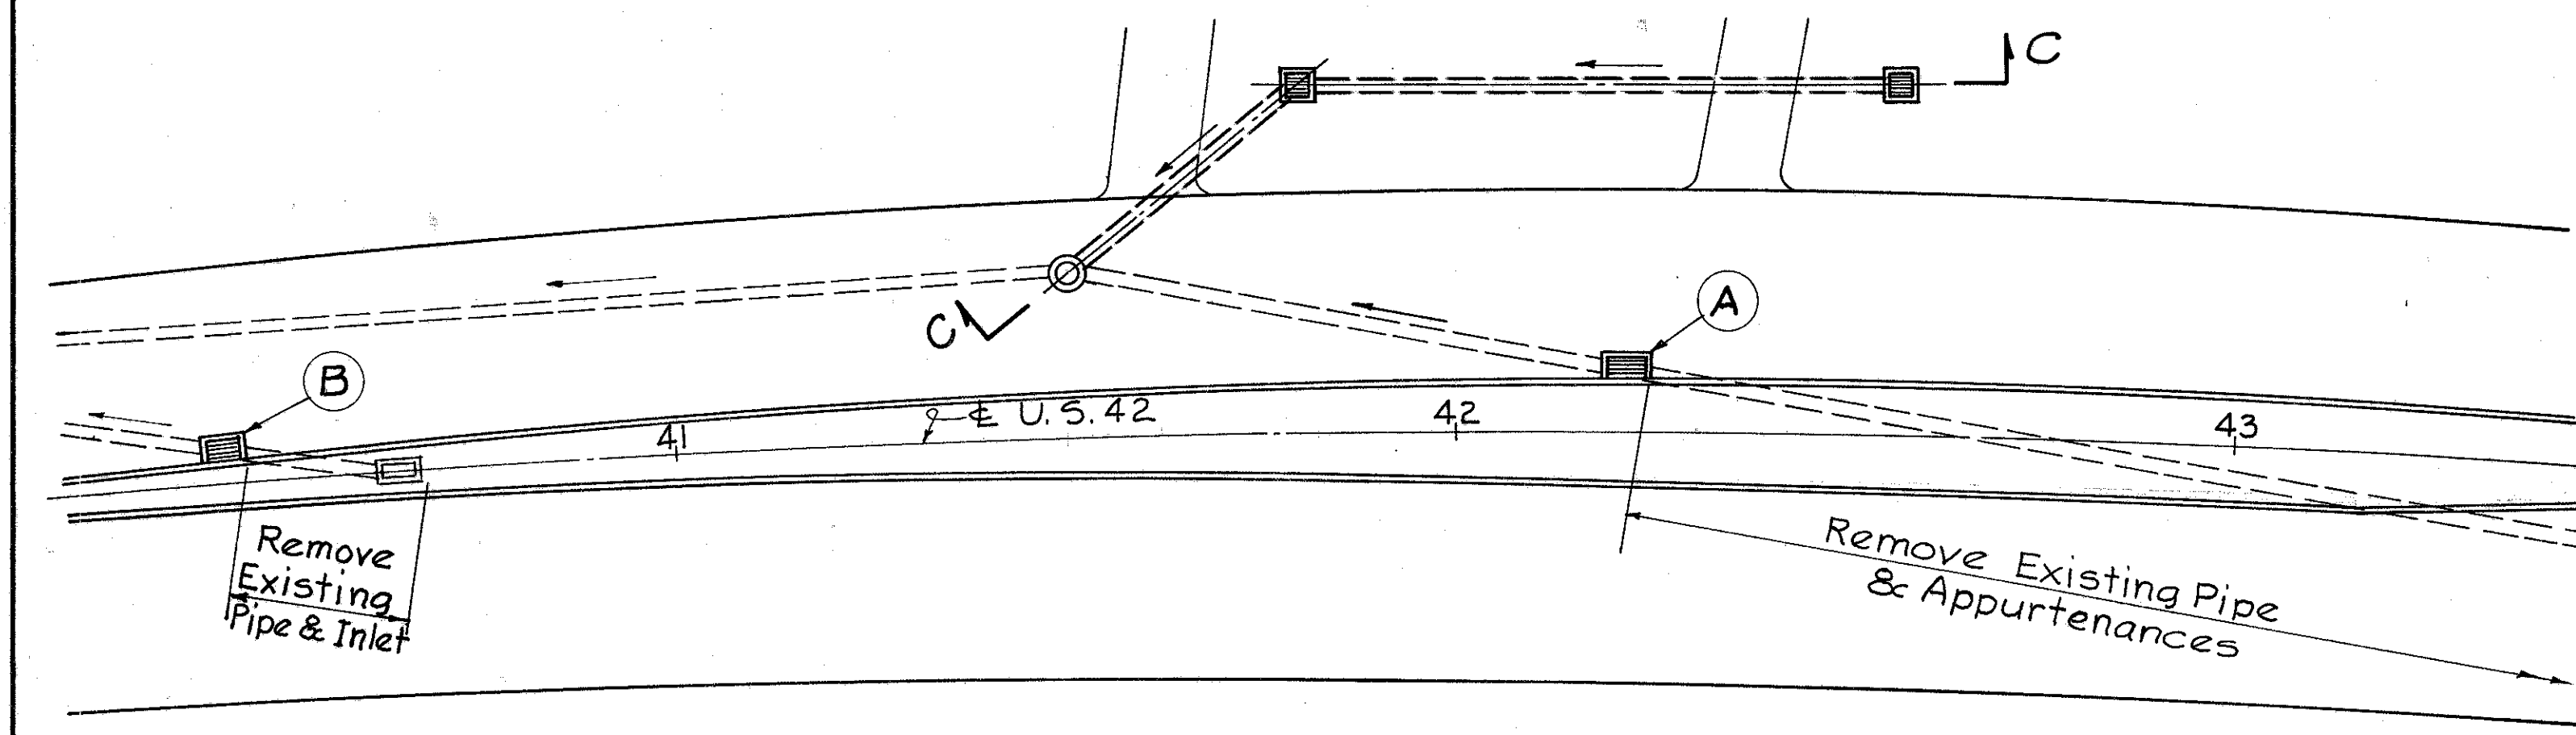 C
A
C
B
℄ U.S. 42
41
42
43
Remove
Existing
Pipe & Inlet
Remove Existing Pipe
& Appurtenances